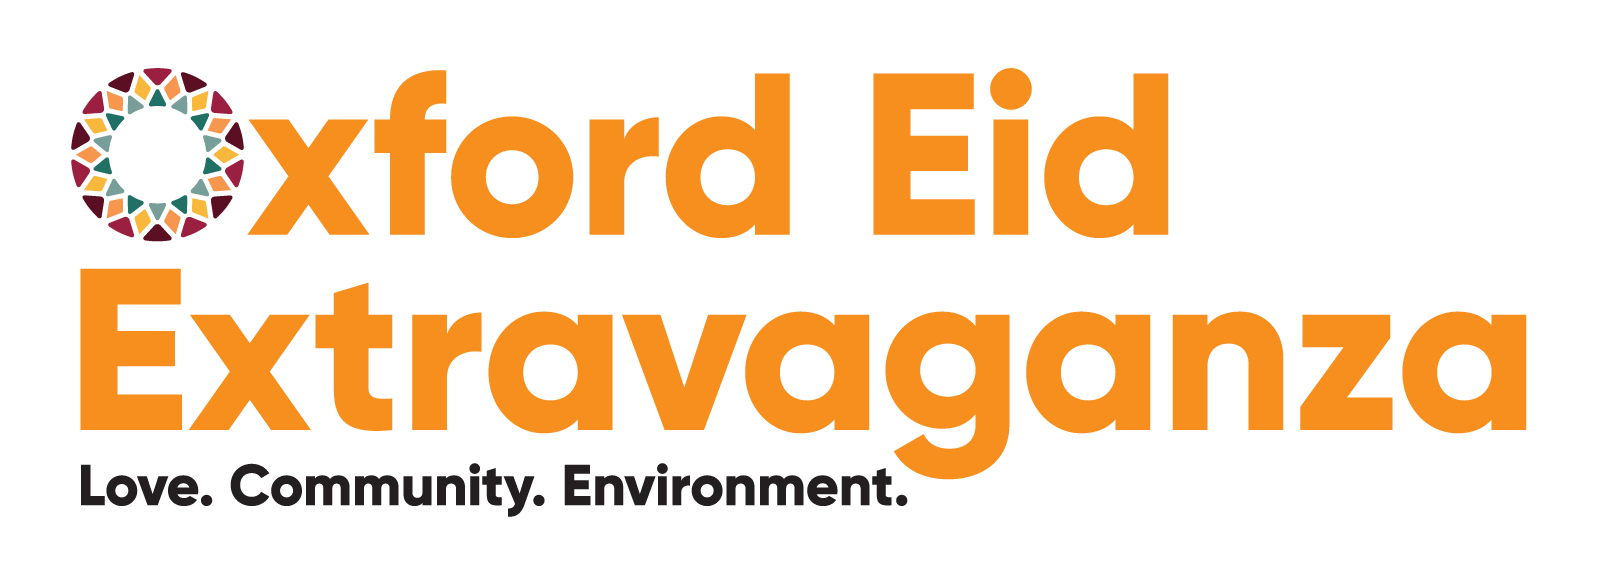 Oxford Eid
Extravaganza
Love. Community. Environment.